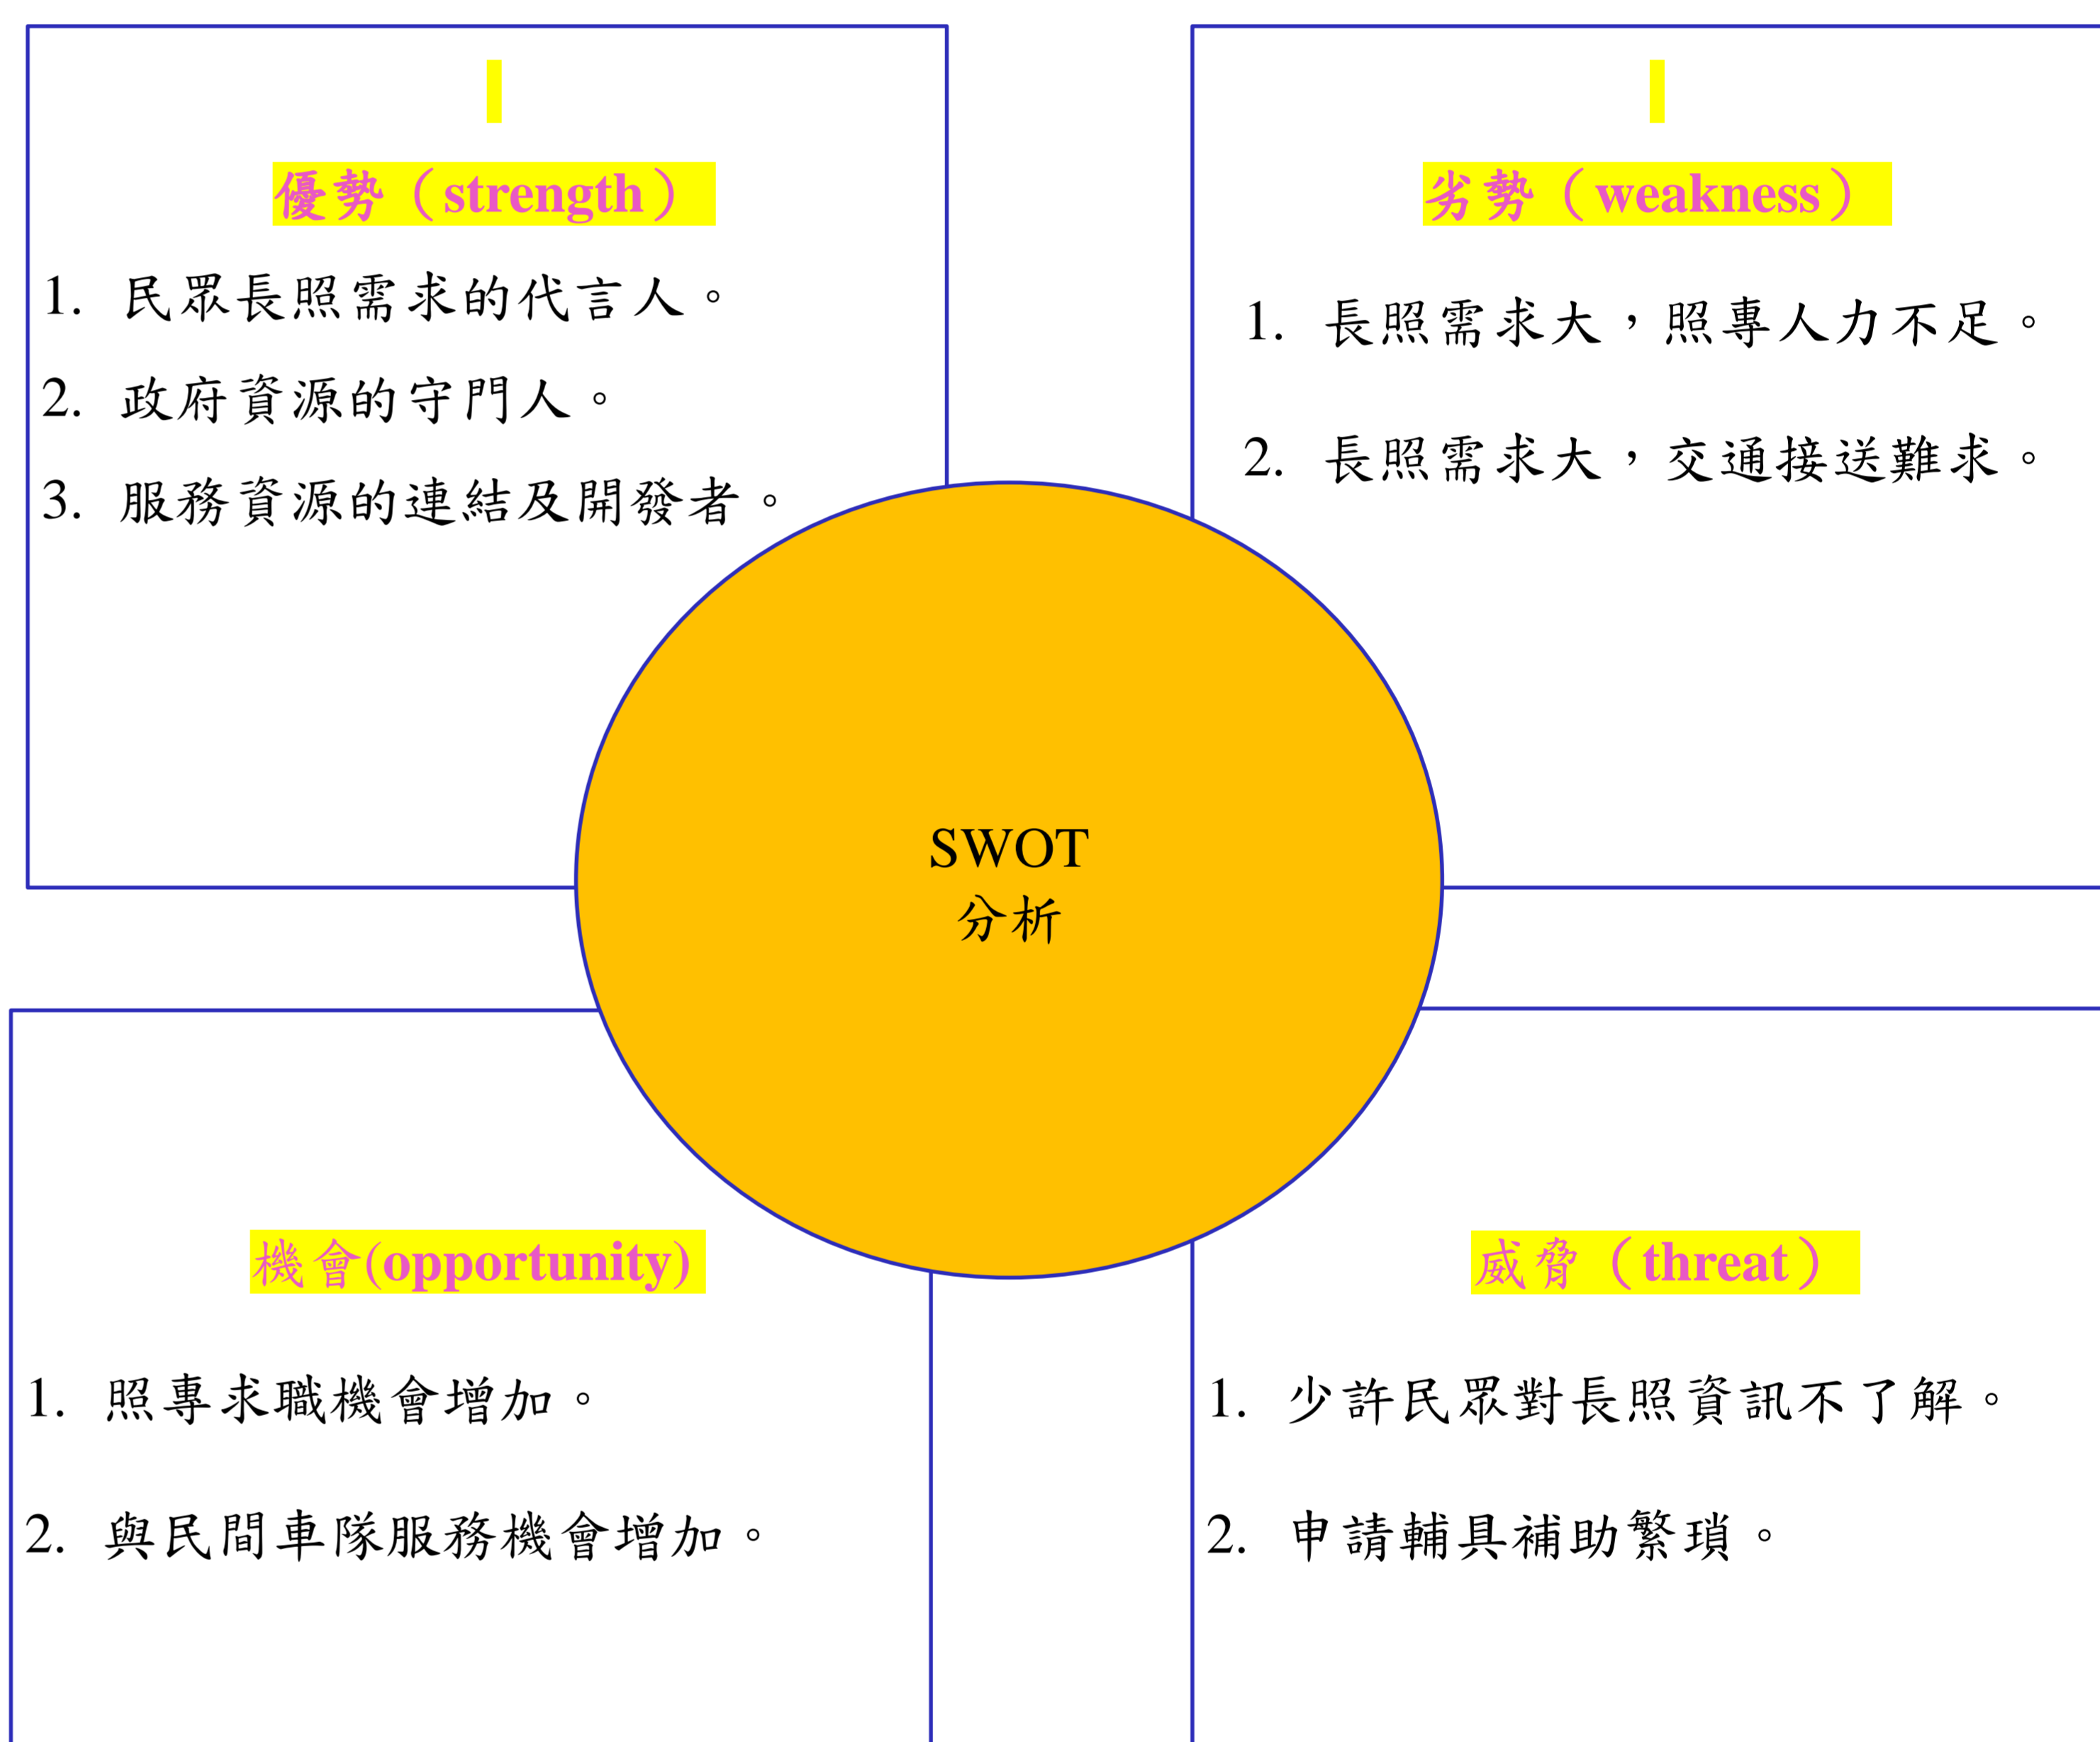 優勢（strength）
1. 民眾長照需求的代言人。
2. 政府資源的守門人。
3. 服務資源的連結及開發者。
劣勢（weakness）
1. 長照需求大，照專人力不足。
2. 長照需求大，交通接送難求。
SWOT
分析
機會(opportunity)
1. 照專求職機會增加。
2. 與民間車隊服務機會增加。
威脅（threat）
1. 少許民眾對長照資訊不了解。
2. 申請輔具補助繁瑣。